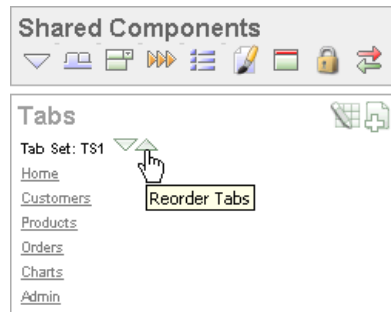 Shared Components
Tabs
Tab Set: TS1
Home
Reorder Tabs
Customers
Products
Orders
Charts
Admin